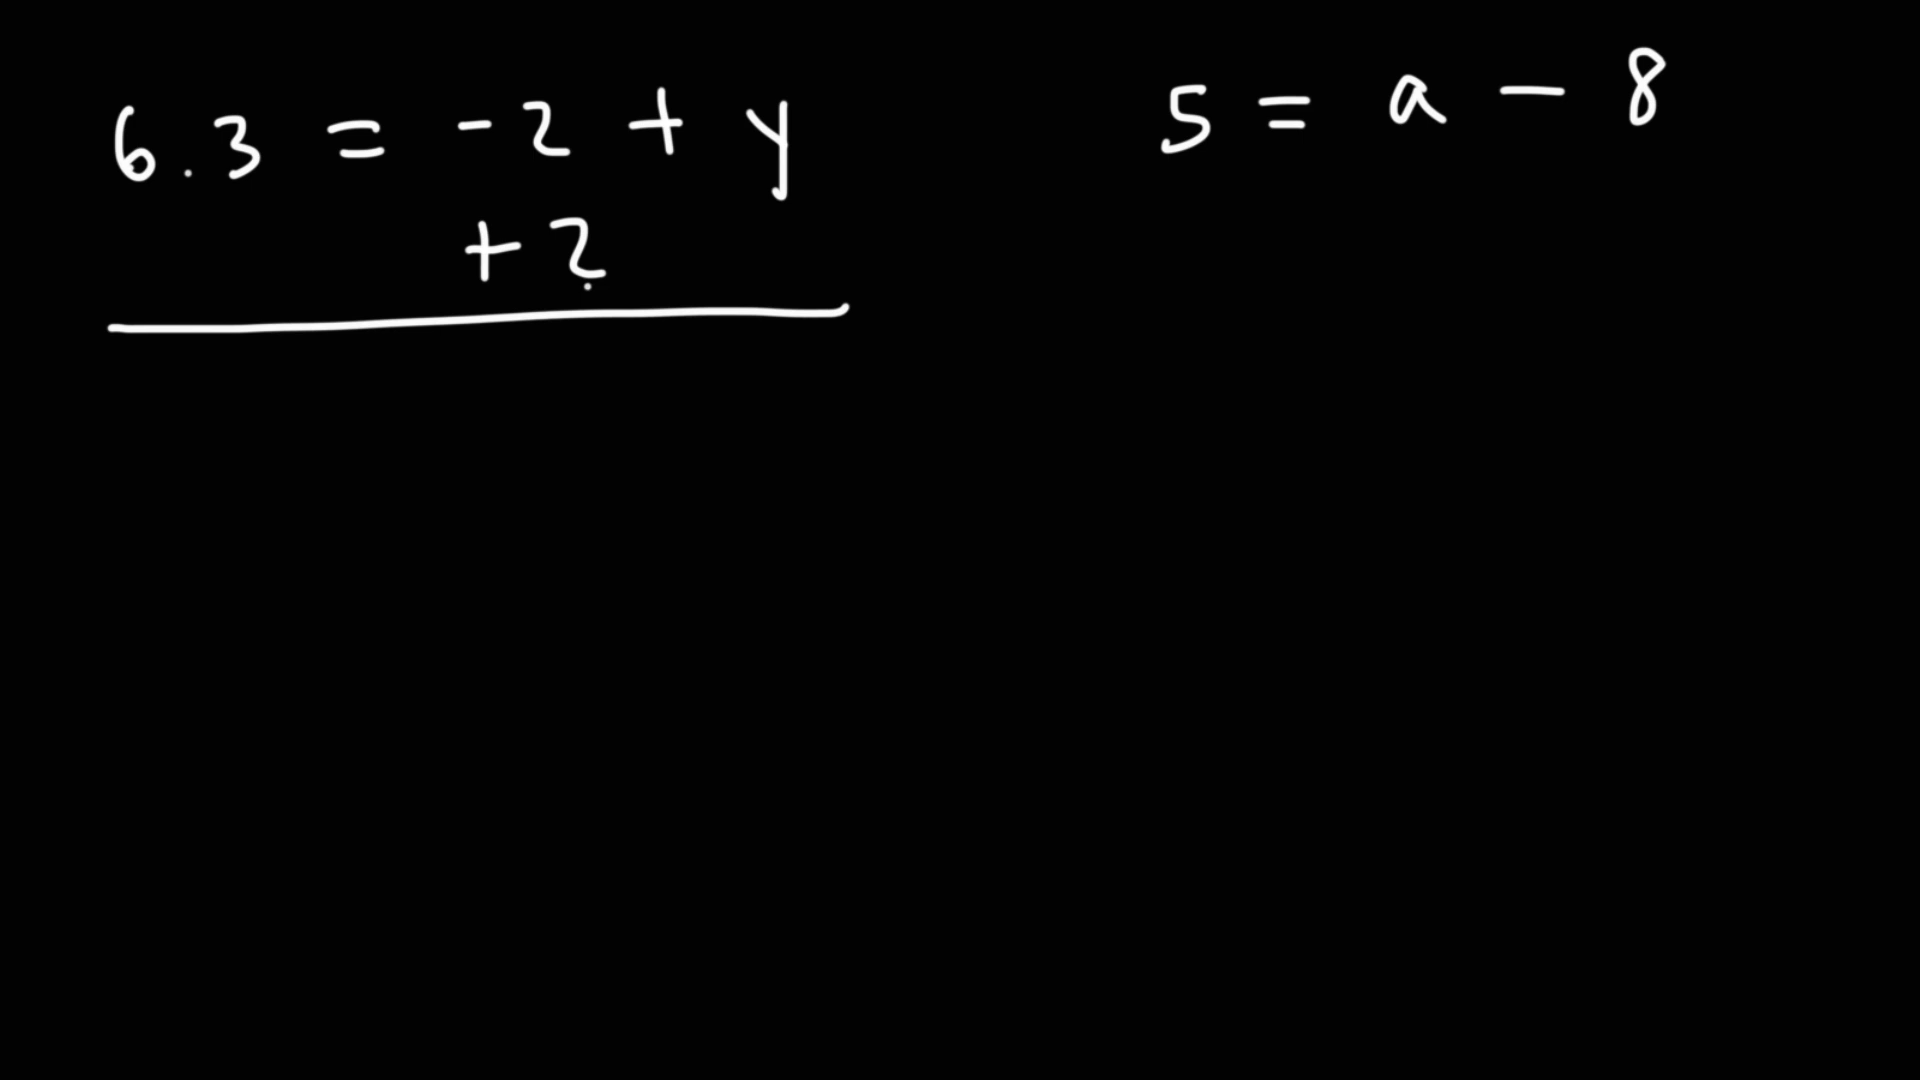 6.3 = -2 + y
+ 2
5 = a - 8